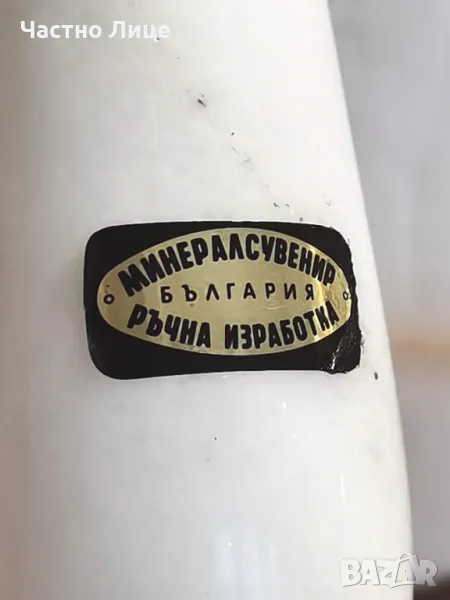 Частно Лице
МИНЕРАЛСУВЕНИР
БЪЛГАРИЯ
РЪЧНА ИЗРАБОТКА
BAZAR